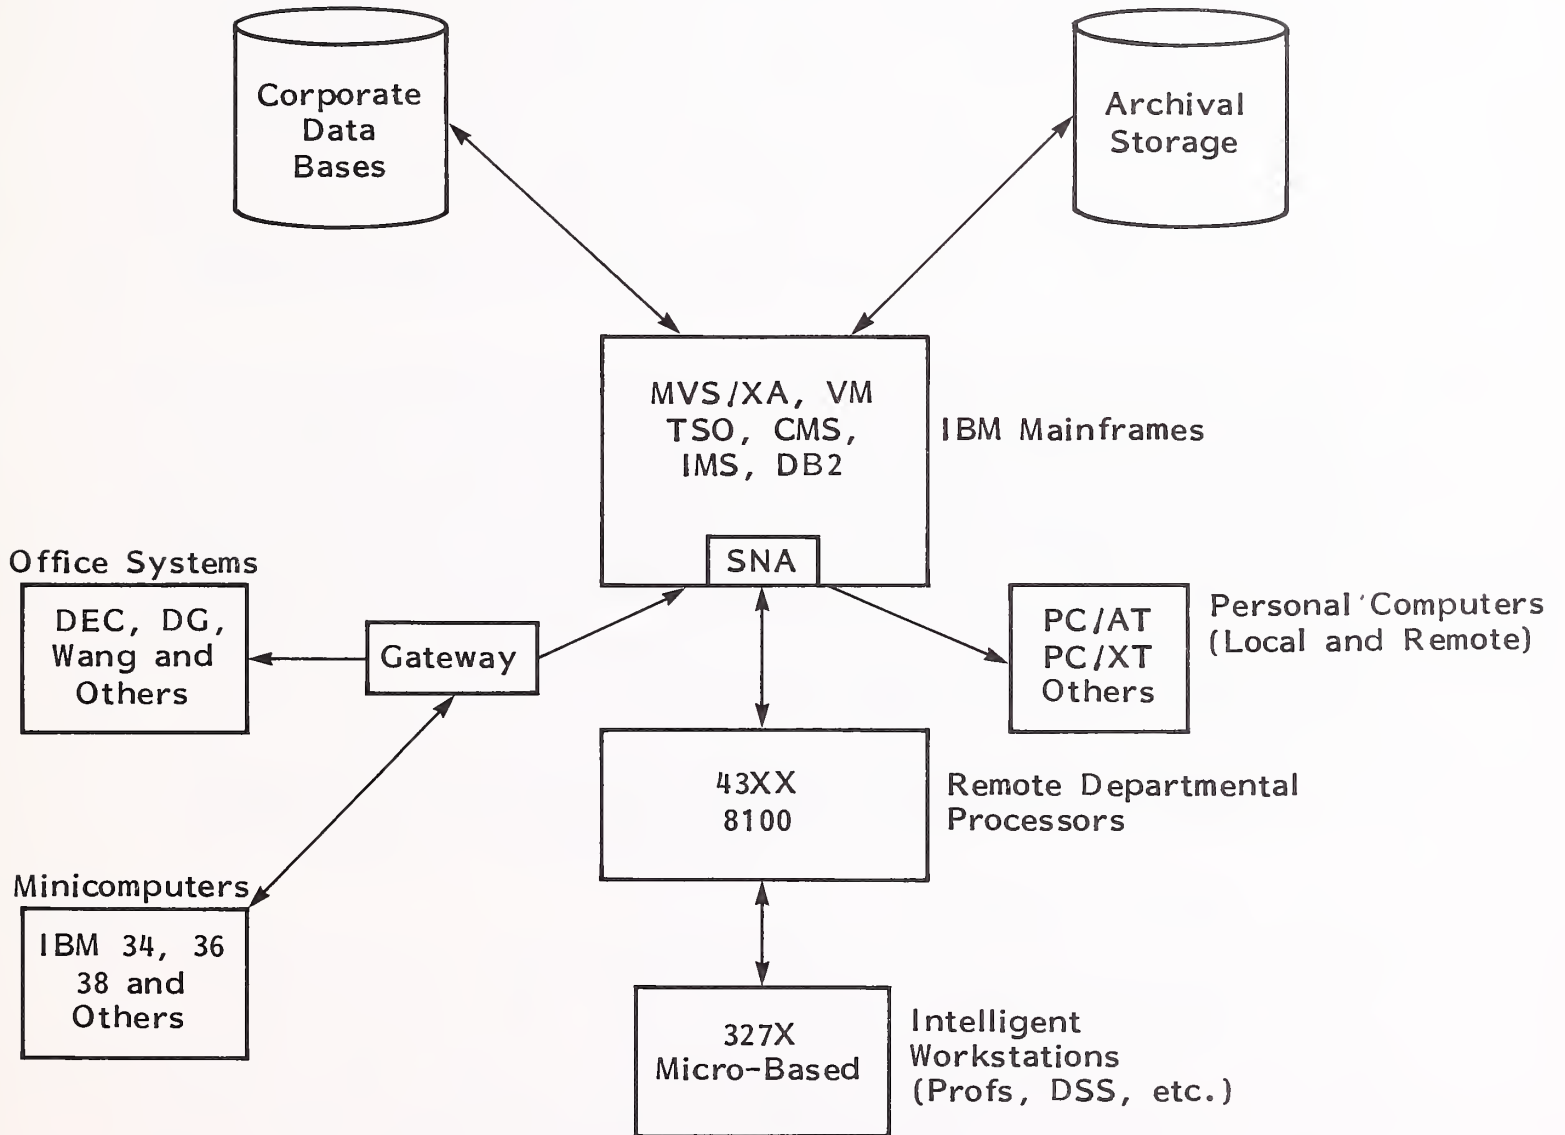 Corporate
Data
Bases
Archival
Storage
MVS/XA, VM
TSO, CMS,
IMS, DB2
IBM Mainframes
SNA
Office Systems
DEC, DG,
Wang and
Others
Gateway
PC/AT
PC/XT
Others
Personal Computers
(Local and Remote)
43XX
8100
Remote Departmental
Processors
Minicomputers
IBM 34, 36
38 and
Others
327X
Micro-Based
Intelligent
Workstations
(Profs, DSS, etc.)